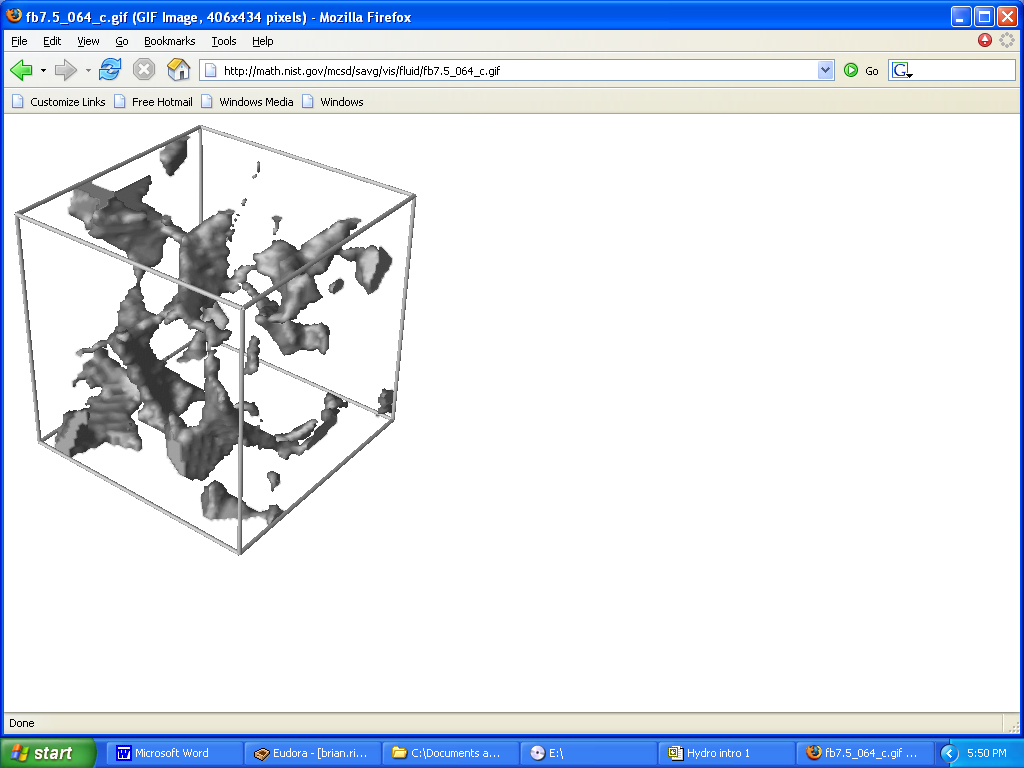 fb7.5_064_c.gif (GIF Image, 406x434 pixels) - Mozilla Firefox
File Edit View Go Bookmarks Tools Help
http://math.nist.gov/mcsd/savg/vis/fluid/fb7.5_064_c.gif Go G
Customize Links Free Hotmail Windows Media Windows
Done
start Microsoft Word Eudora - [brian.ri... C:\Documents a... E:\ Hydro intro 1 fb7.5_064_c.gif ... 5:50 PM